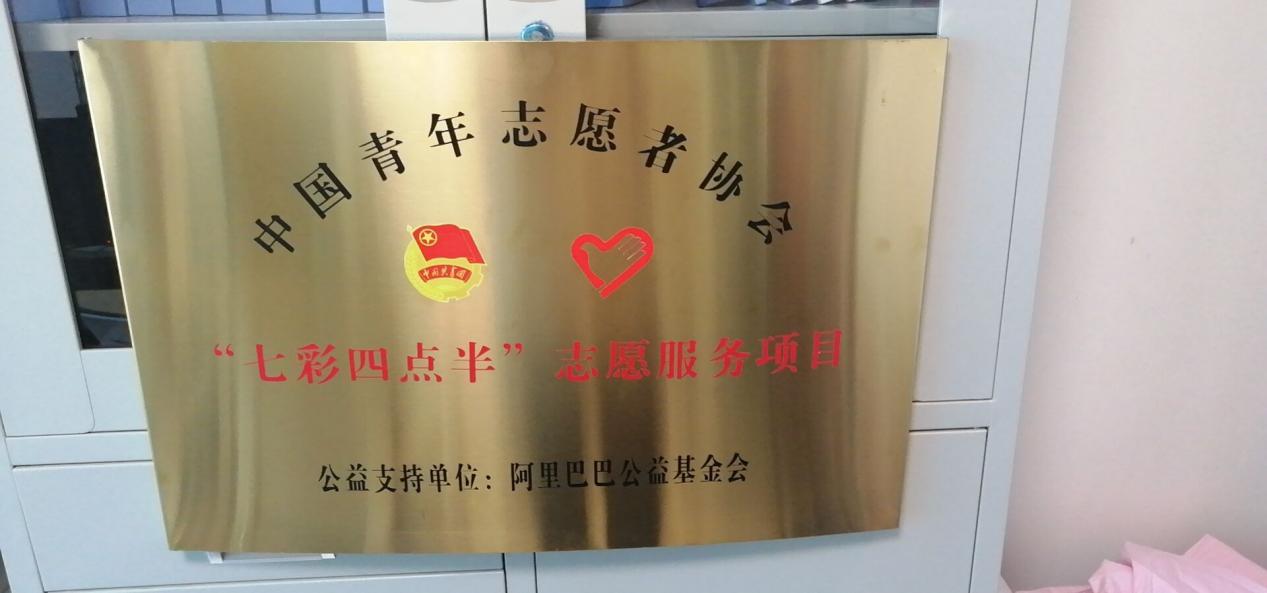 中国青年志愿者协会
中国共青团
“七彩四点半”志愿服务项目
公益支持单位：阿里巴巴公益基金会